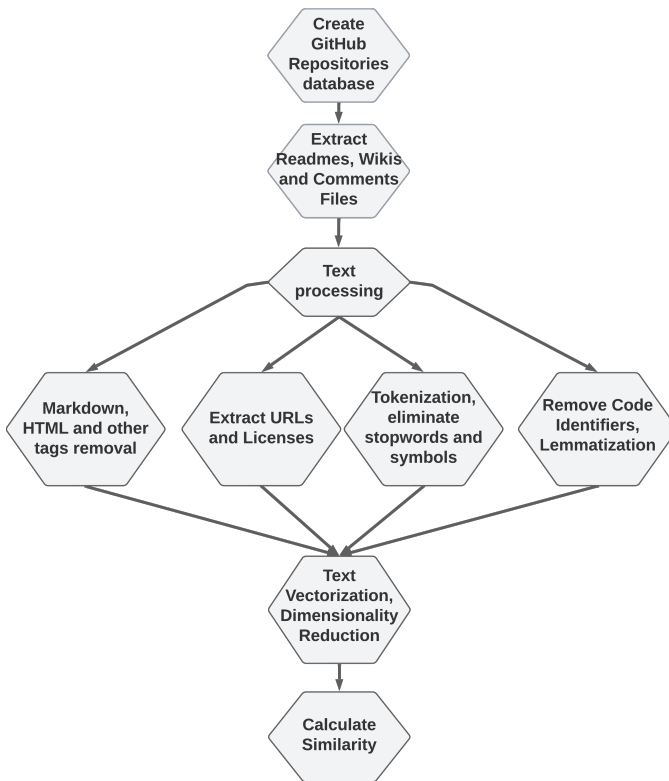 Create
GitHub
Repositories
database
Extract
Readmes, Wikis
and Comments
Files
Text
processing
Markdown,
HTML and other
tags removal
Extract URLs
and Licenses
Tokenization,
eliminate
stopwords and
symbols
Remove Code
Identifiers,
Lemmatization
Text
Vectorization,
Dimensionality
Reduction
Calculate
Similarity